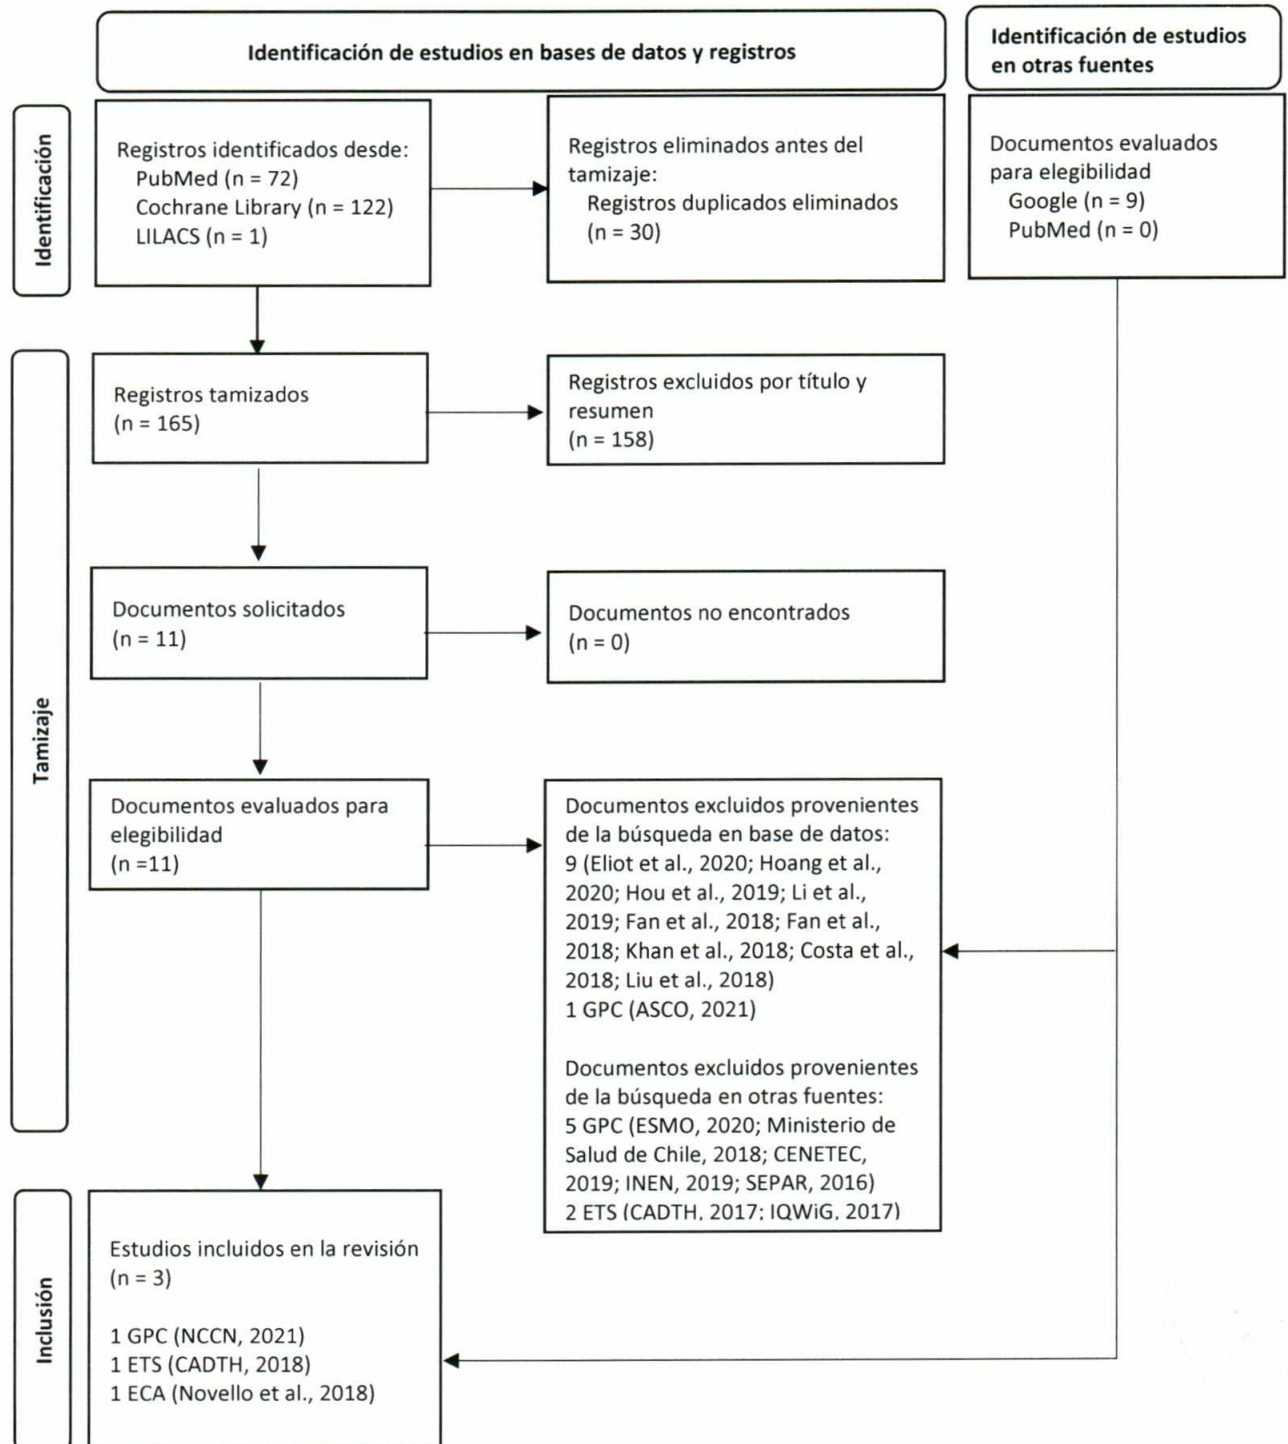 Identificación de estudios en bases de datos y registros
Identificación de estudios
en otras fuentes
Identificación
Registros identificados desde:
PubMed (n = 72)
Cochrane Library (n = 122)
LILACS (n = 1)
Registros eliminados antes del
tamizaje:
Registros duplicados eliminados
(n = 30)
Documentos evaluados
para elegibilidad
Google (n = 9)
PubMed (n = 0)
Tamizaje
Registros tamizados
(n = 165)
Registros excluidos por título y
resumen
(n = 158)
Documentos solicitados
(n = 11)
Documentos no encontrados
(n = 0)
Documentos evaluados para
elegibilidad
(n =11)
Documentos excluidos provenientes
de la búsqueda en base de datos:
9 (Eliot et al., 2020; Hoang et al.,
2020; Hou et al., 2019; Li et al.,
2019; Fan et al., 2018; Fan et al.,
2018; Khan et al., 2018; Costa et al.,
2018; Liu et al., 2018)
1 GPC (ASCO, 2021)
Documentos excluidos provenientes
de la búsqueda en otras fuentes:
5 GPC (ESMO, 2020; Ministerio de
Salud de Chile, 2018; CENETEC,
2019; INEN, 2019; SEPAR, 2016)
2 ETS (CADTH, 2017; IQWiG, 2017)
Inclusión
Estudios incluidos en la revisión
(n = 3)
1 GPC (NCCN, 2021)
1 ETS (CADTH, 2018)
1 ECA (Novello et al., 2018)